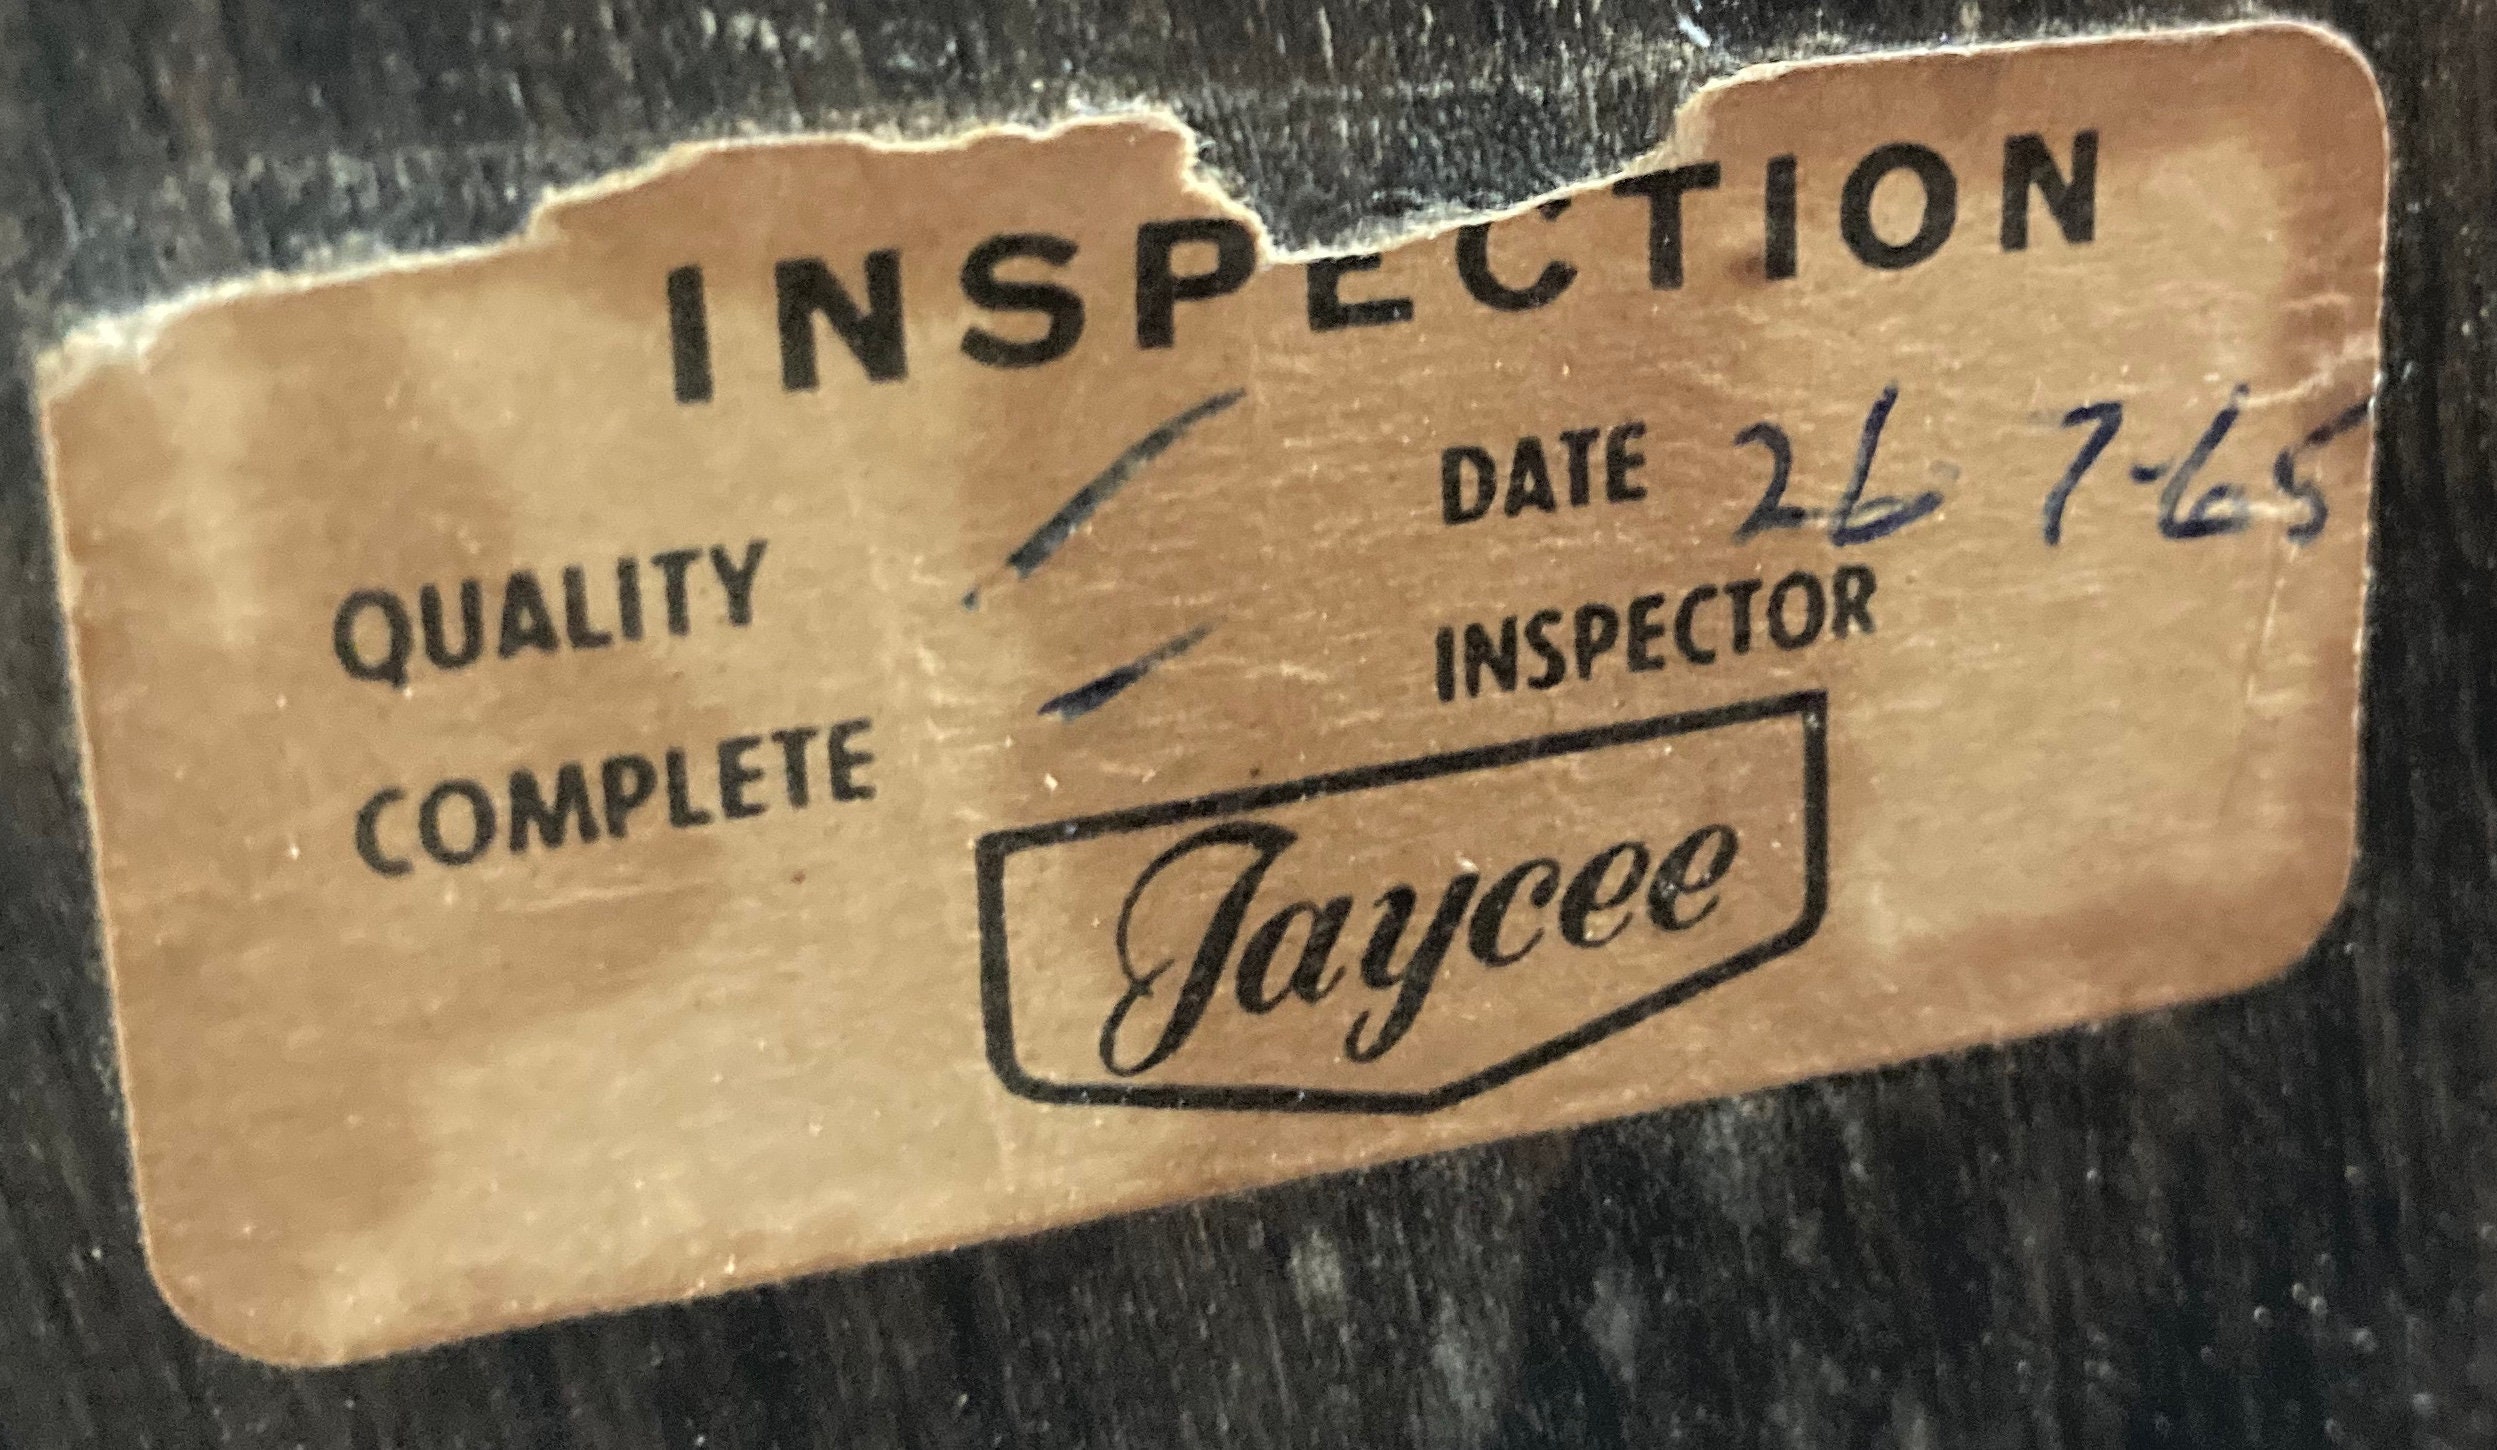 INSPECTION
QUALITY
COMPLETE
DATE 26 7-65
INSPECTOR
Jaycee